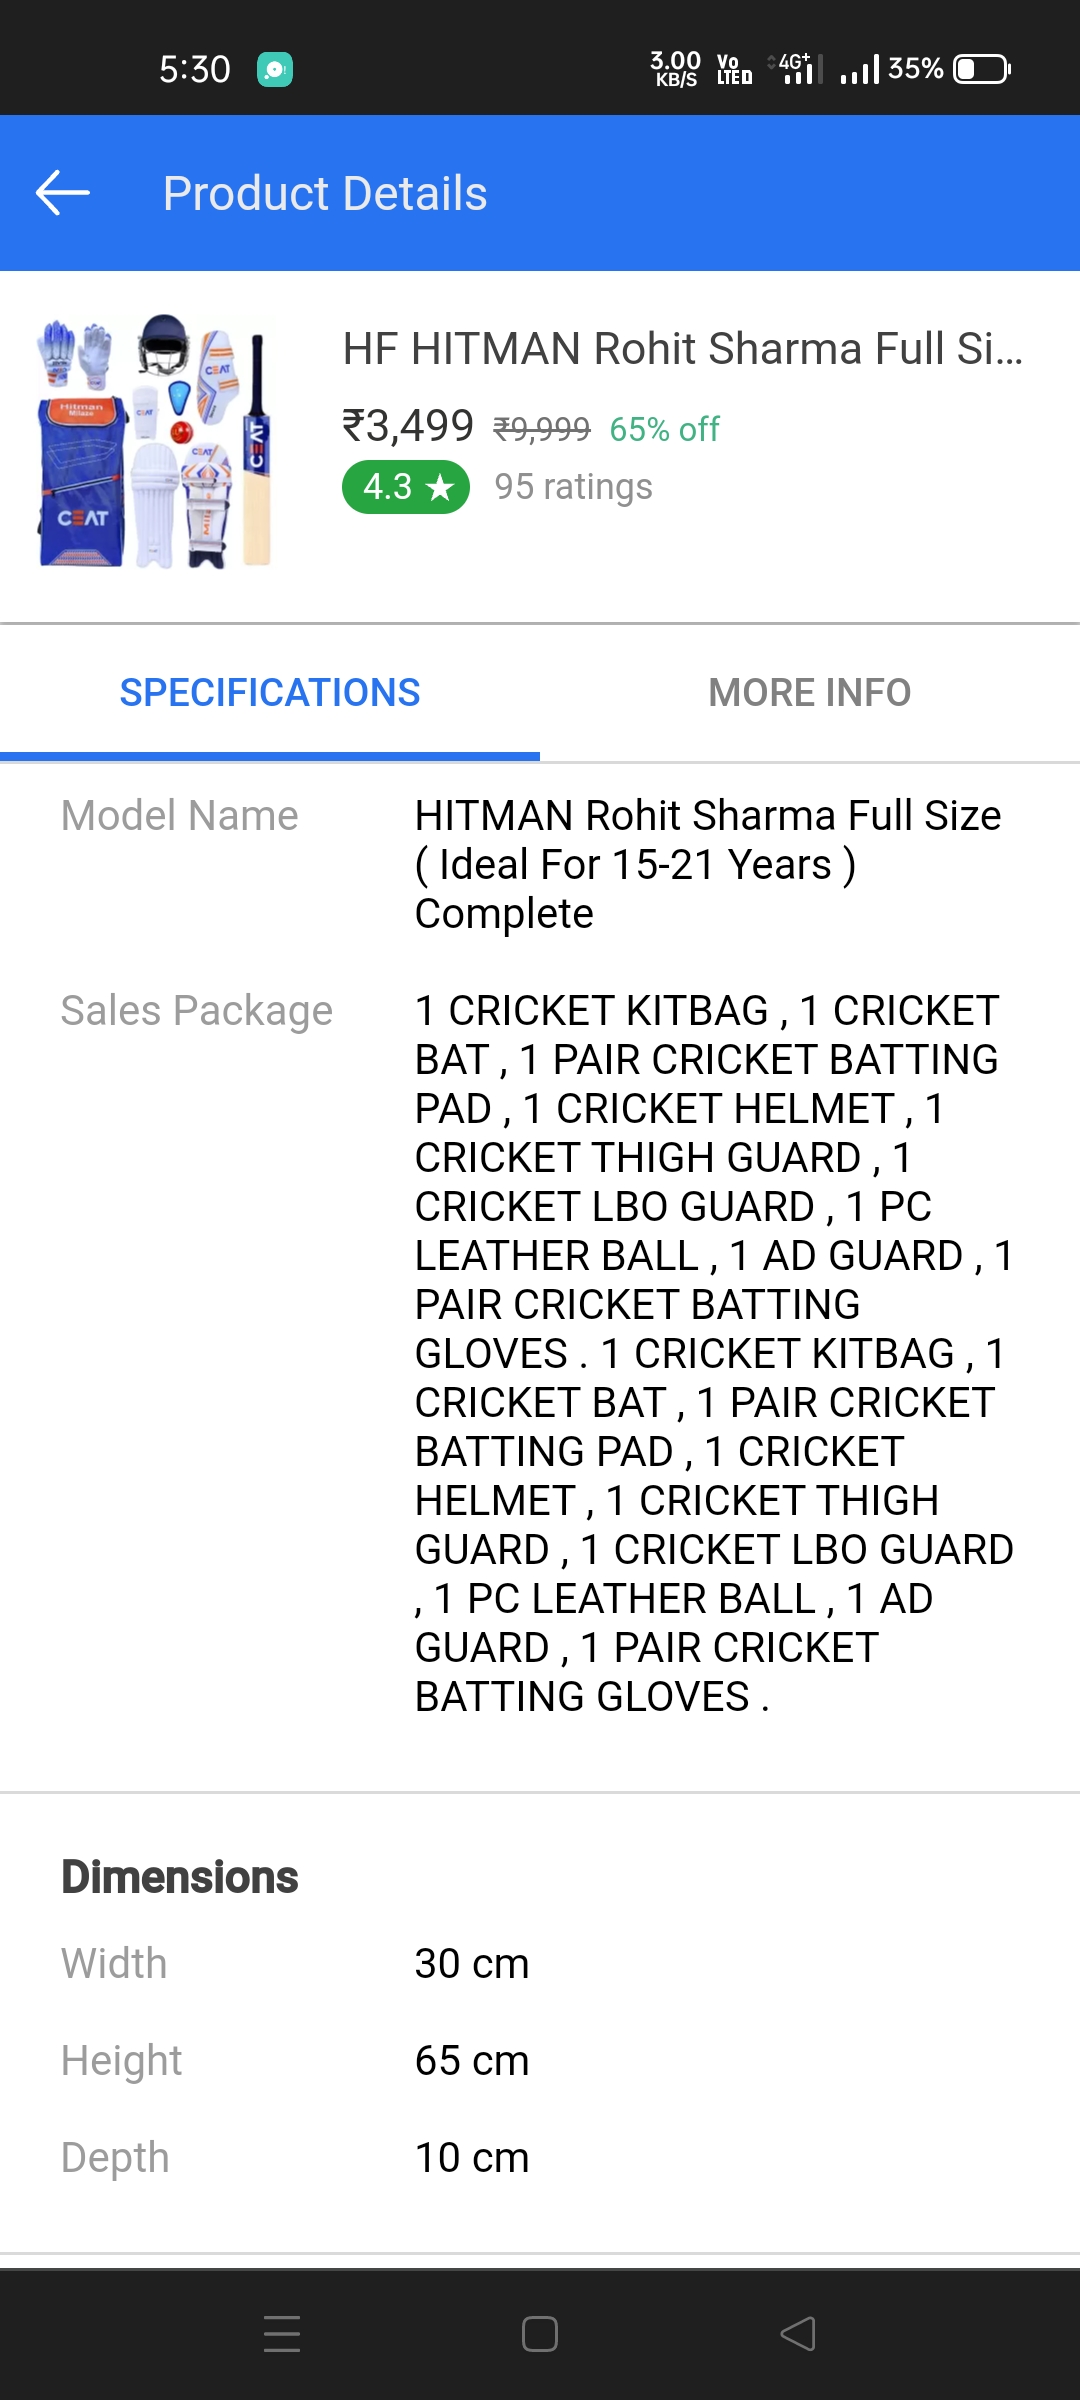 5:30
3.00
KB/S
Vo
LTE
4G+
35%
Product Details
Hitman
CEAT
CEAT
CEAT
CEAT
CEAT
HF HITMAN Rohit Sharma Full Si...
₹3,499 ₹9,999 65% off
4.3 ★ 95 ratings
SPECIFICATIONS
MORE INFO
Model Name
HITMAN Rohit Sharma Full Size
( Ideal For 15-21 Years )
Complete
Sales Package
1 CRICKET KITBAG , 1 CRICKET
BAT , 1 PAIR CRICKET BATTING
PAD , 1 CRICKET HELMET , 1
CRICKET THIGH GUARD , 1
CRICKET LBO GUARD , 1 PC
LEATHER BALL , 1 AD GUARD , 1
PAIR CRICKET BATTING
GLOVES . 1 CRICKET KITBAG , 1
CRICKET BAT , 1 PAIR CRICKET
BATTING PAD , 1 CRICKET
HELMET , 1 CRICKET THIGH
GUARD , 1 CRICKET LBO GUARD
, 1 PC LEATHER BALL , 1 AD
GUARD , 1 PAIR CRICKET
BATTING GLOVES .
Dimensions
Width 30 cm
Height 65 cm
Depth 10 cm